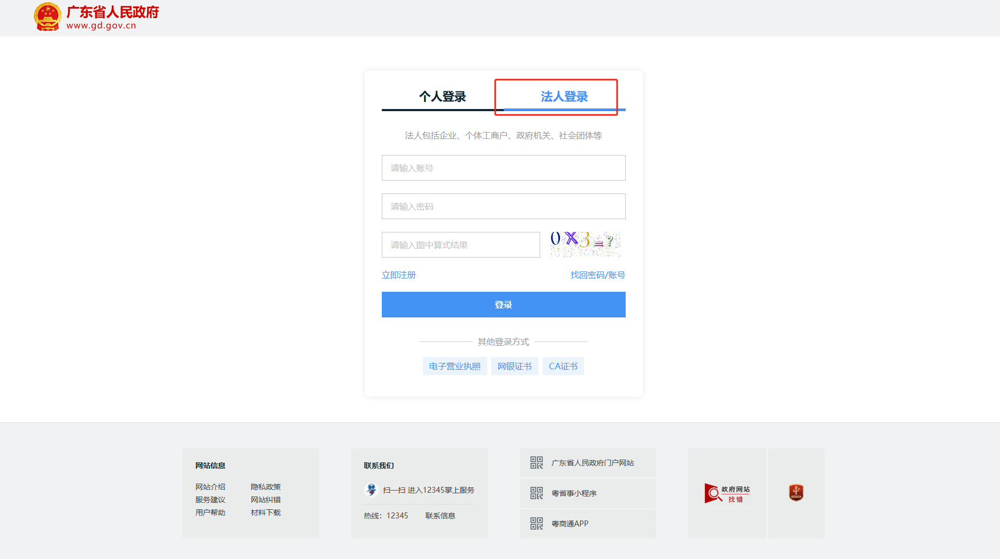 广东省人民政府
www.gd.gov.cn
个人登录
法人登录
法人包括企业、个体工商户、政府机关、社会团体等
请输入账号
请输入密码
请输入图中算式结果
0X3=?
立即注册
找回密码/账号
登录
其他登录方式
电子营业执照
网银证书
CA证书
网站信息
网站介绍
隐私政策
服务建议
网站纠错
用户帮助
材料下载
联系我们
扫一扫 进入12345掌上服务
热线：12345
联系信息
广东省人民政府门户网站
粤省事小程序
粤商通APP
政府网站
找错
党政机关